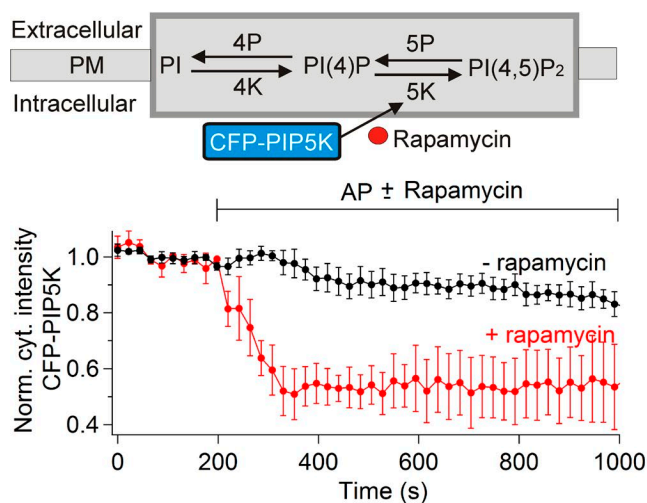 Extracellular
4P 5P
PM PI PI(4)P PI(4,5)P₂
4K 5K
Intracellular
CFP-PIP5K Rapamycin
AP ± Rapamycin
- rapamycin
+ rapamycin
Norm. cyt. intensity
CFP-PIP5K
1.0
0.8
0.6
0.4
0 200 400 600 800 1000
Time (s)